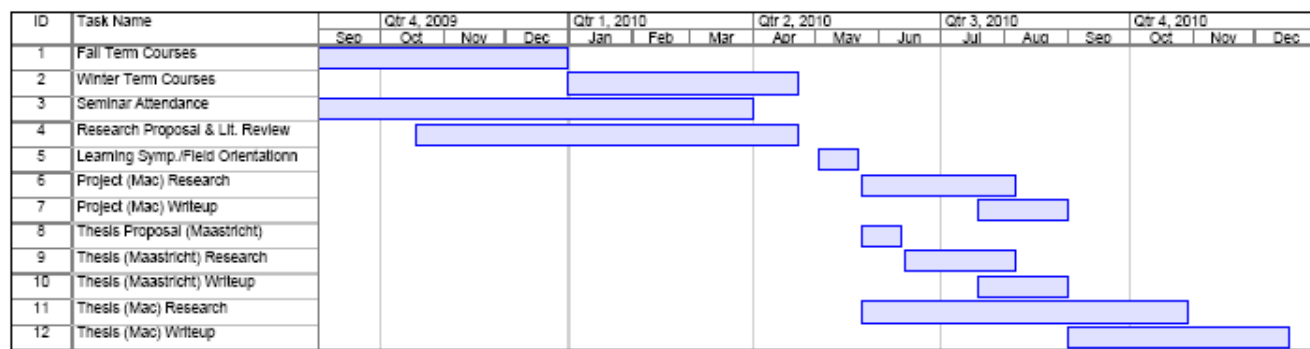 ID Task Name Qtr 4, 2009 Qtr 1, 2010 Qtr 2, 2010 Qtr 3, 2010 Qtr 4, 2010
Sep Oct Nov Dec Jan Feb Mar Apr May Jun Jul Aug Sep Oct Nov Dec
1 Fall Term Courses
2 Winter Term Courses
3 Seminar Attendance
4 Research Proposal & Lit. Review
5 Learning Symp./Field Orientationn
6 Project (Mac) Research
7 Project (Mac) Writeup
8 Thesis Proposal (Maastricht)
9 Thesis (Maastricht) Research
10 Thesis (Maastricht) Writeup
11 Thesis (Mac) Research
12 Thesis (Mac) Writeup